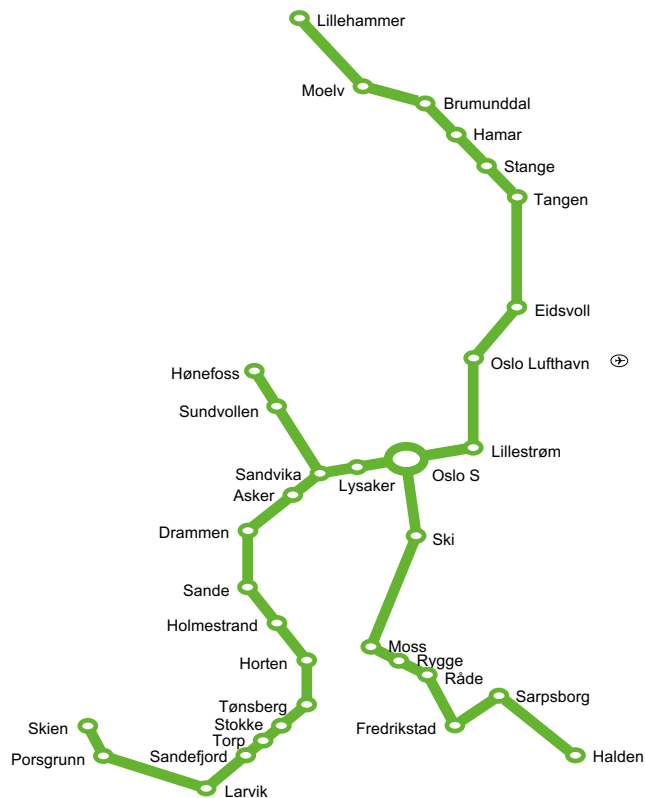 Lillehammer
Moelv
Brumunddal
Hamar
Stange
Tangen
Eidsvoll
Oslo Lufthavn
Hønefoss
Sundvollen
Lillestrøm
Sandvika
Lysaker
Oslo S
Asker
Drammen
Ski
Sande
Holmestrand
Moss
Horten
Rygge
Råde
Sarpsborg
Tønsberg
Stokke
Skien
Fredrikstad
Torp
Porsgrunn
Sandefjord
Halden
Larvik